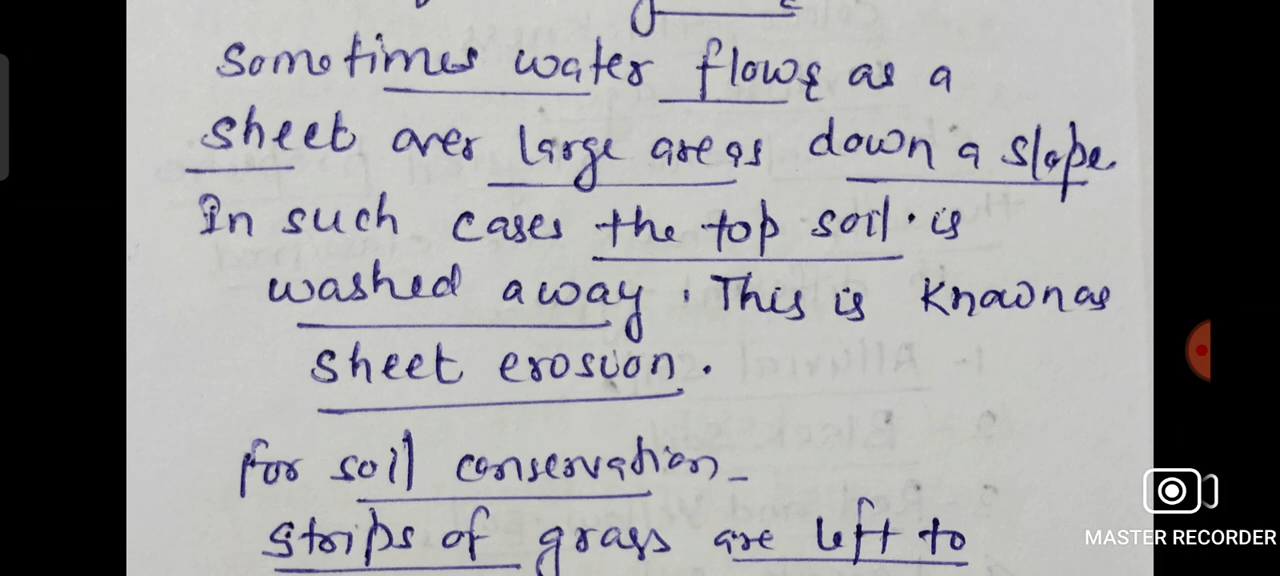 Sometimes water flows as a
sheet over large areas down a slope
In such cases the top soil is
washed away. This is Known as
sheet erosion.
for soil conservation_
strips of grass are left to
MASTER RECORDER